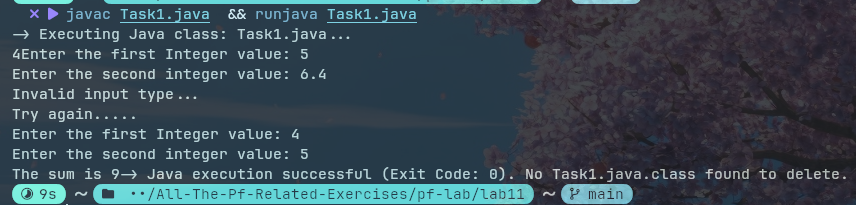 × ▶ javac Task1.java && runjava Task1.java
-> Executing Java class: Task1.java...
4Enter the first Integer value: 5
Enter the second integer value: 6.4
Invalid input type...
Try again.....
Enter the first Integer value: 4
Enter the second integer value: 5
The sum is 9-> Java execution successful (Exit Code: 0). No Task1.java.class found to delete.
9s ~ ··/All-The-Pf-Related-Exercises/pf-lab/lab11 ~ main